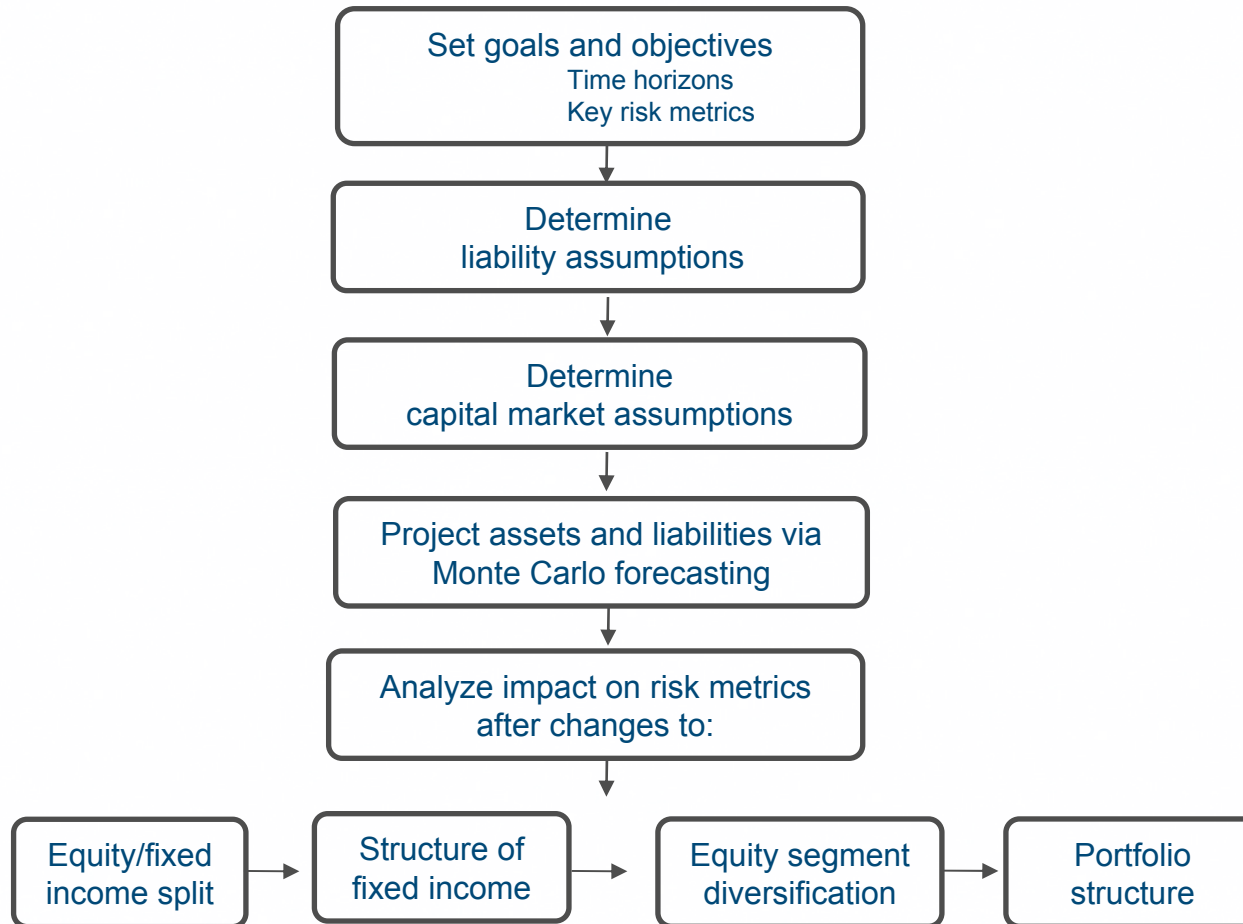 Set goals and objectives
Time horizons
Key risk metrics
Determine
liability assumptions
Determine
capital market assumptions
Project assets and liabilities via
Monte Carlo forecasting
Analyze impact on risk metrics
after changes to:
Equity/fixed
income split
Structure of
fixed income
Equity segment
diversification
Portfolio
structure